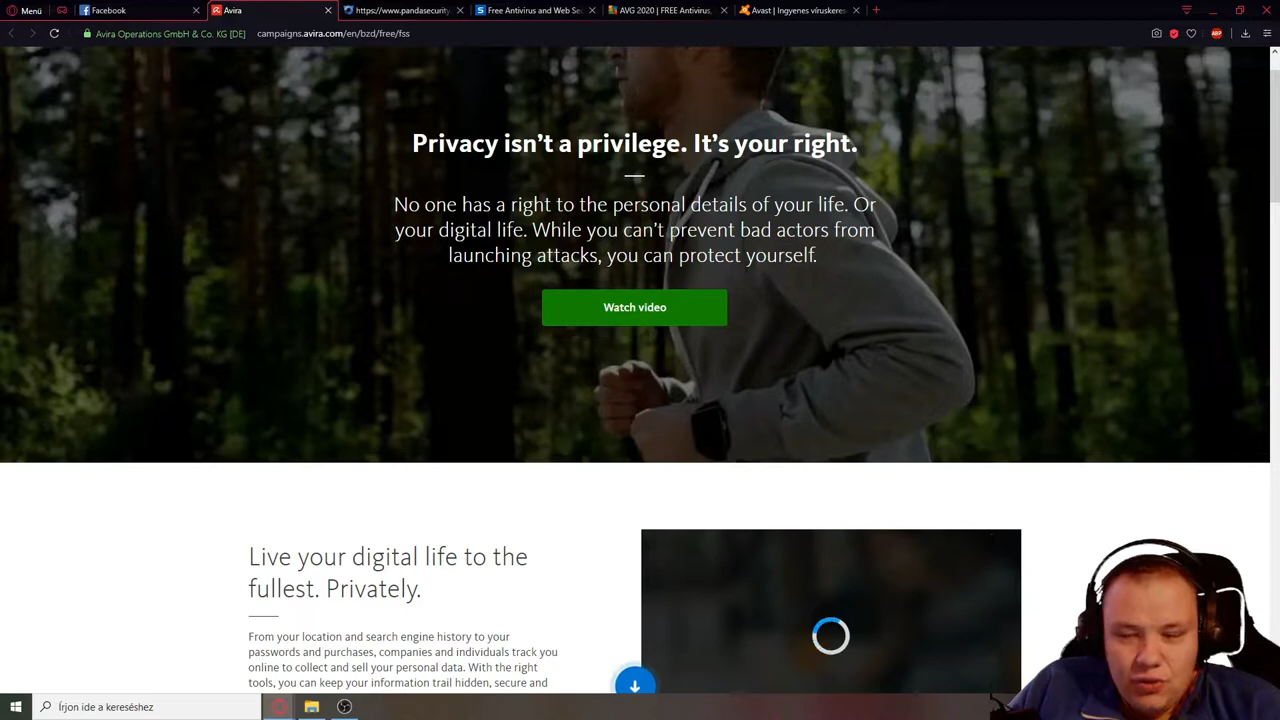 Menü
Facebook
Avira
https://www.pandasecurity.
Free Antivirus and Web Sec
AVG 2020 | FREE Antivirus,
Avast | Ingyenes víruskeres
Avira Operations GmbH & Co. KG [DE]
campaigns.avira.com/en/bzd/free/fss
ABP
Privacy isn't a privilege. It's your right.
No one has a right to the personal details of your life. Or
your digital life. While you can't prevent bad actors from
launching attacks, you can protect yourself.
Watch video
Live your digital life to the
fullest. Privately.
From your location and search engine history to your
passwords and purchases, companies and individuals track you
online to collect and sell your personal data. With the right
tools, you can keep your information trail hidden, secure and
Írjon ide a kereséshez